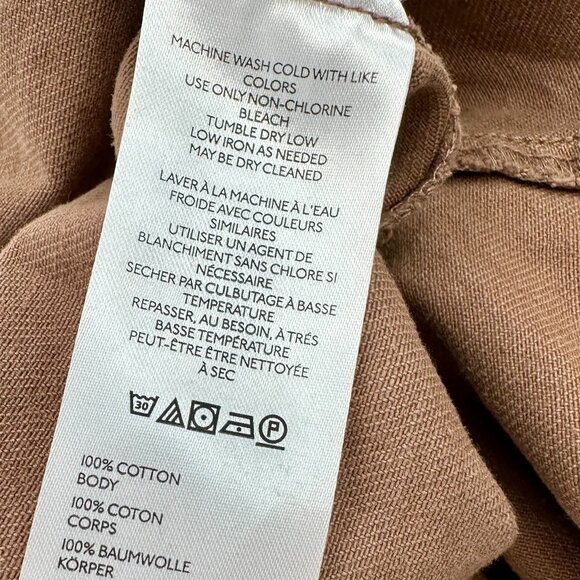 MACHINE WASH COLD WITH LIKE
COLORS
USE ONLY NON-CHLORINE
BLEACH
TUMBLE DRY LOW
LOW IRON AS NEEDED
MAY BE DRY CLEANED
LAVER À LA MACHINE À L'EAU
FROIDE AVEC COULEURS
SIMILAIRES
UTILISER UN AGENT DE
BLANCHIMENT SANS CHLORE SI
NÉCESSAIRE
SECHER PAR CULBUTAGE À BASSE
TEMPERATURE
REPASSER, AU BESOIN, À TRÉS
BASSE TEMPÉRATURE
PEUT-ÊTRE ÊTRE NETTOYÉE
À SEC
30 P
100% COTTON
BODY
100% COTON
CORPS
100% BAUMWOLLE
KÖRPER